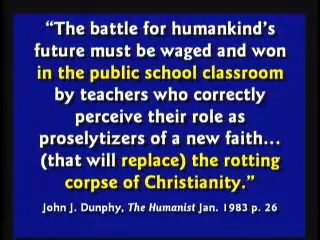 “The battle for humankind’s
future must be waged and won
in the public school classroom
by teachers who correctly
perceive their role as
proselytizers of a new faith...
(that will replace) the rotting
corpse of Christianity.”
John J. Dunphy, The Humanist Jan. 1983 p. 26